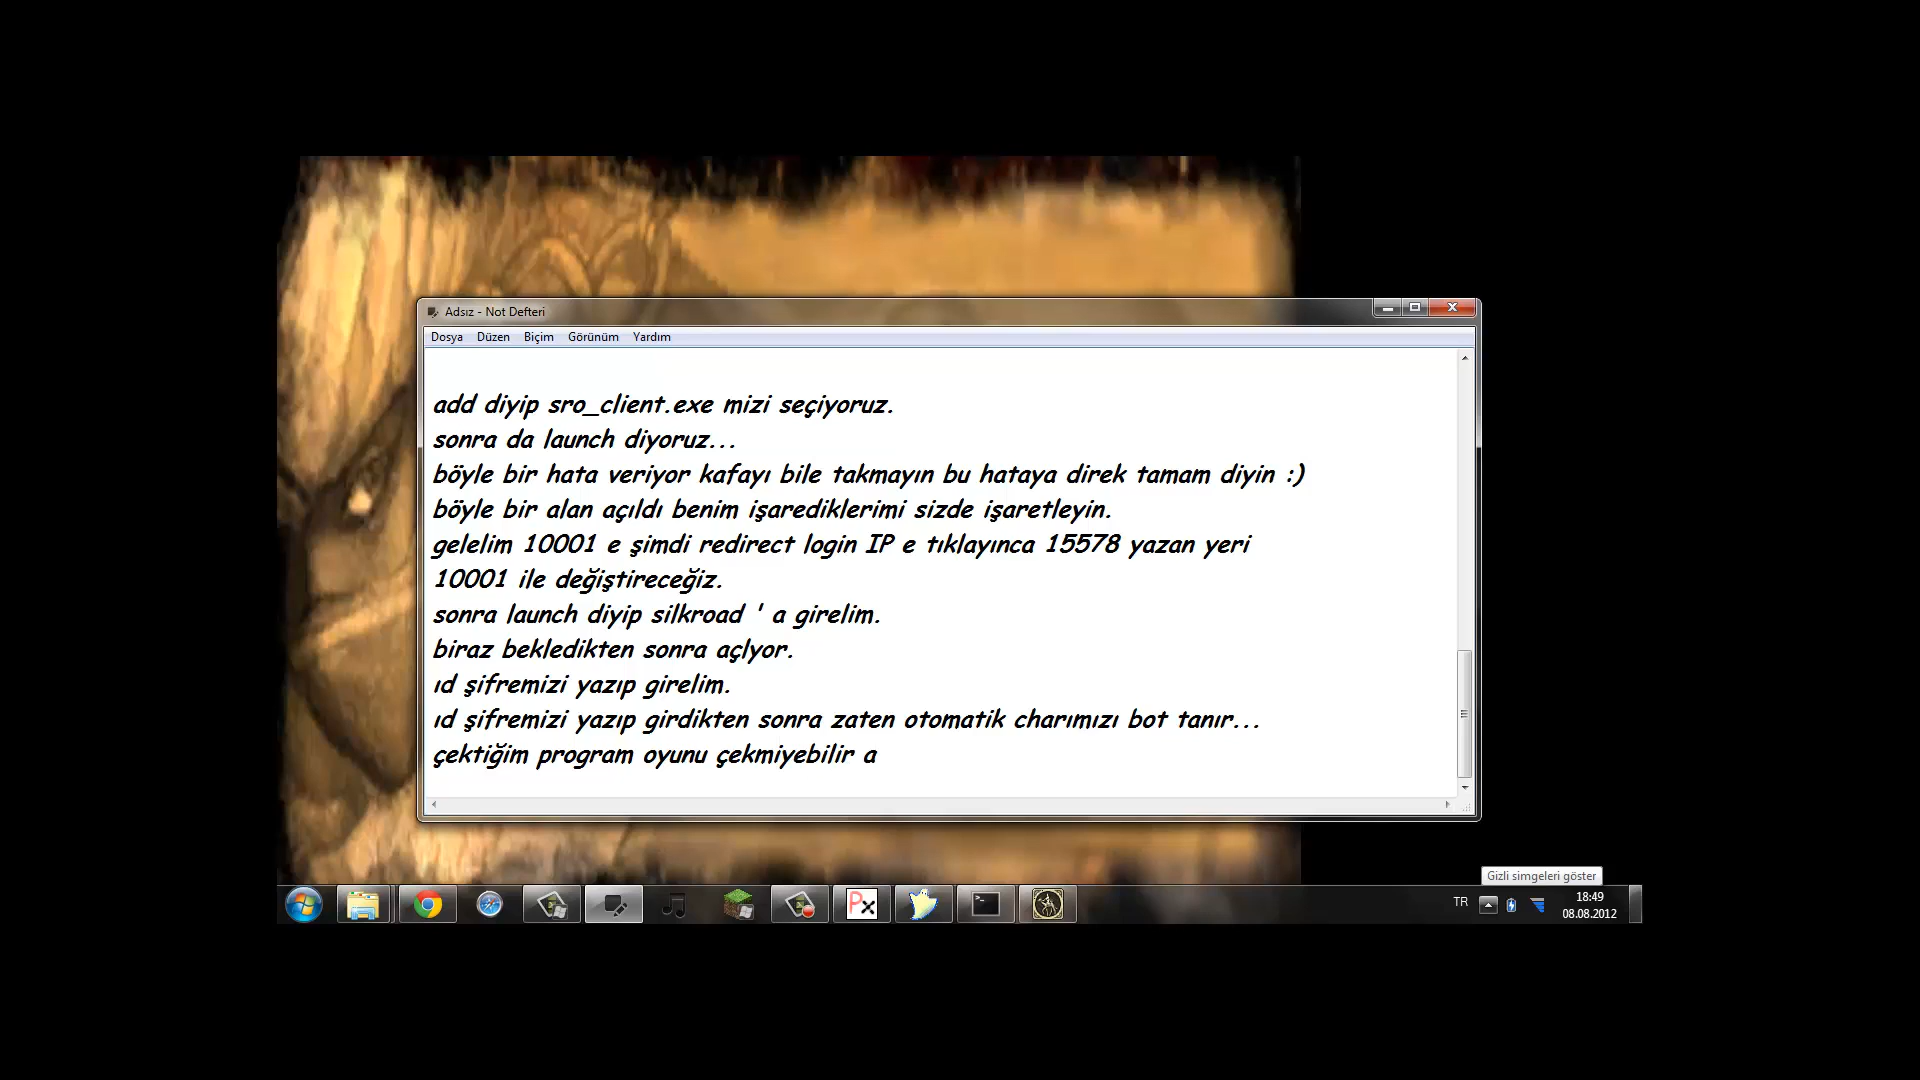 Adsız - Not Defteri
Dosya Düzen Biçim Görünüm Yardım
add diyip sro_client.exe mizi seçiyoruz.
sonra da launch diyoruz...
böyle bir hata veriyor kafayı bile takmayın bu hataya direk tamam diyin :)
böyle bir alan açıldı benim işarediklerimi sizde işaretleyin.
gelelim 10001 e şimdi redirect login IP e tıklayınca 15578 yazan yeri
10001 ile değiştireceğiz.
sonra launch diyip silkroad ' a girelim.
biraz bekledikten sonra açlyor.
ıd şifremizi yazıp girelim.
ıd şifremizi yazıp girdikten sonra zaten otomatik charımızı bot tanır...
çektiğim program oyunu çekmiyebilir a
Gizli simgeleri göster
Px
TR
18:49
08.08.2012